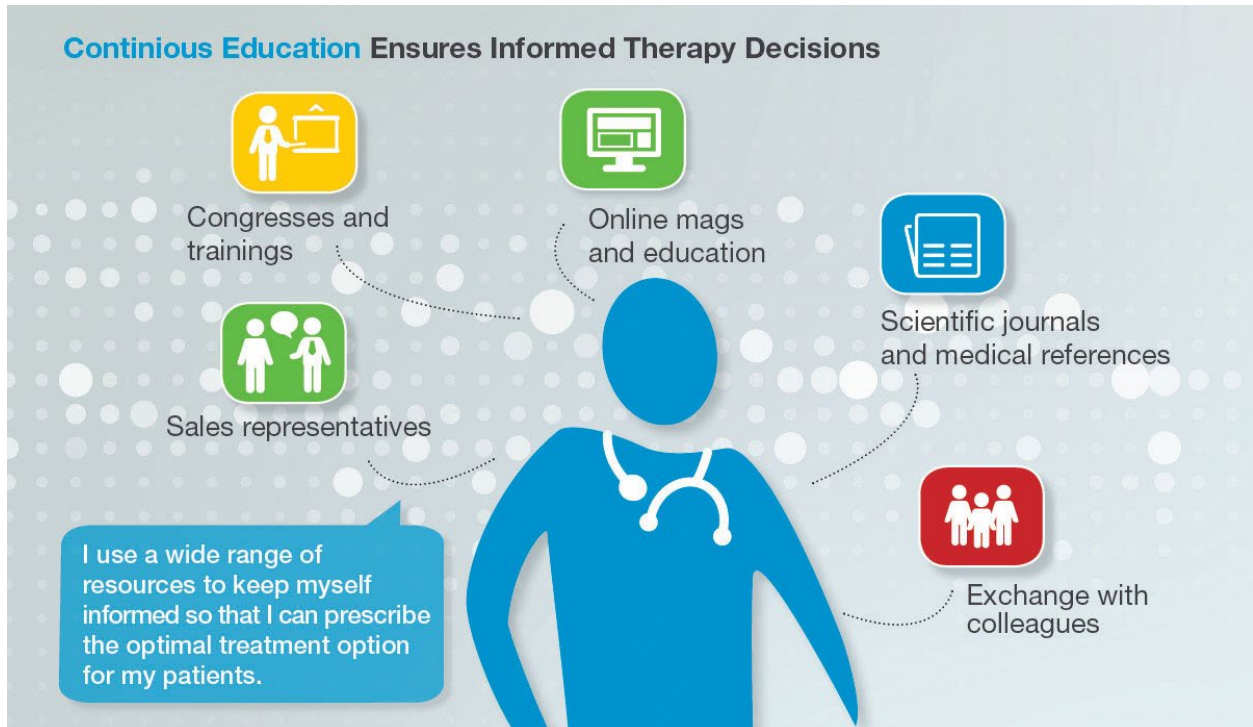 Continious Education Ensures Informed Therapy Decisions
Congresses and
trainings
Online mags
and education
Scientific journals
and medical references
Sales representatives
Exchange with
colleagues
I use a wide range of
resources to keep myself
informed so that I can prescribe
the optimal treatment option
for my patients.